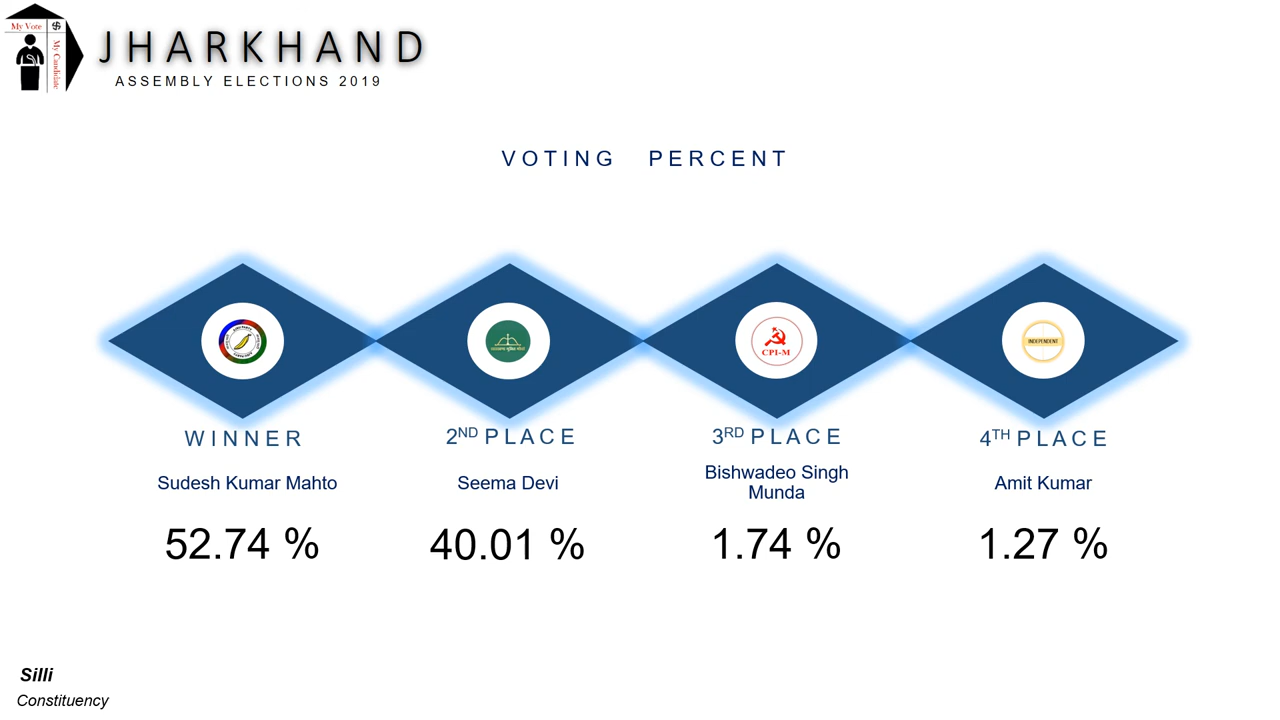 My Vote
My Candidate
JHARKHAND
ASSEMBLY ELECTIONS 2019
VOTING PERCENT
CPI-M
INDEPENDENT
WINNER
2ND PLACE
3RD PLACE
4TH PLACE
Sudesh Kumar Mahto
Seema Devi
Bishwadeo Singh
Munda
Amit Kumar
52.74 %
40.01 %
1.74 %
1.27 %
Silli
Constituency